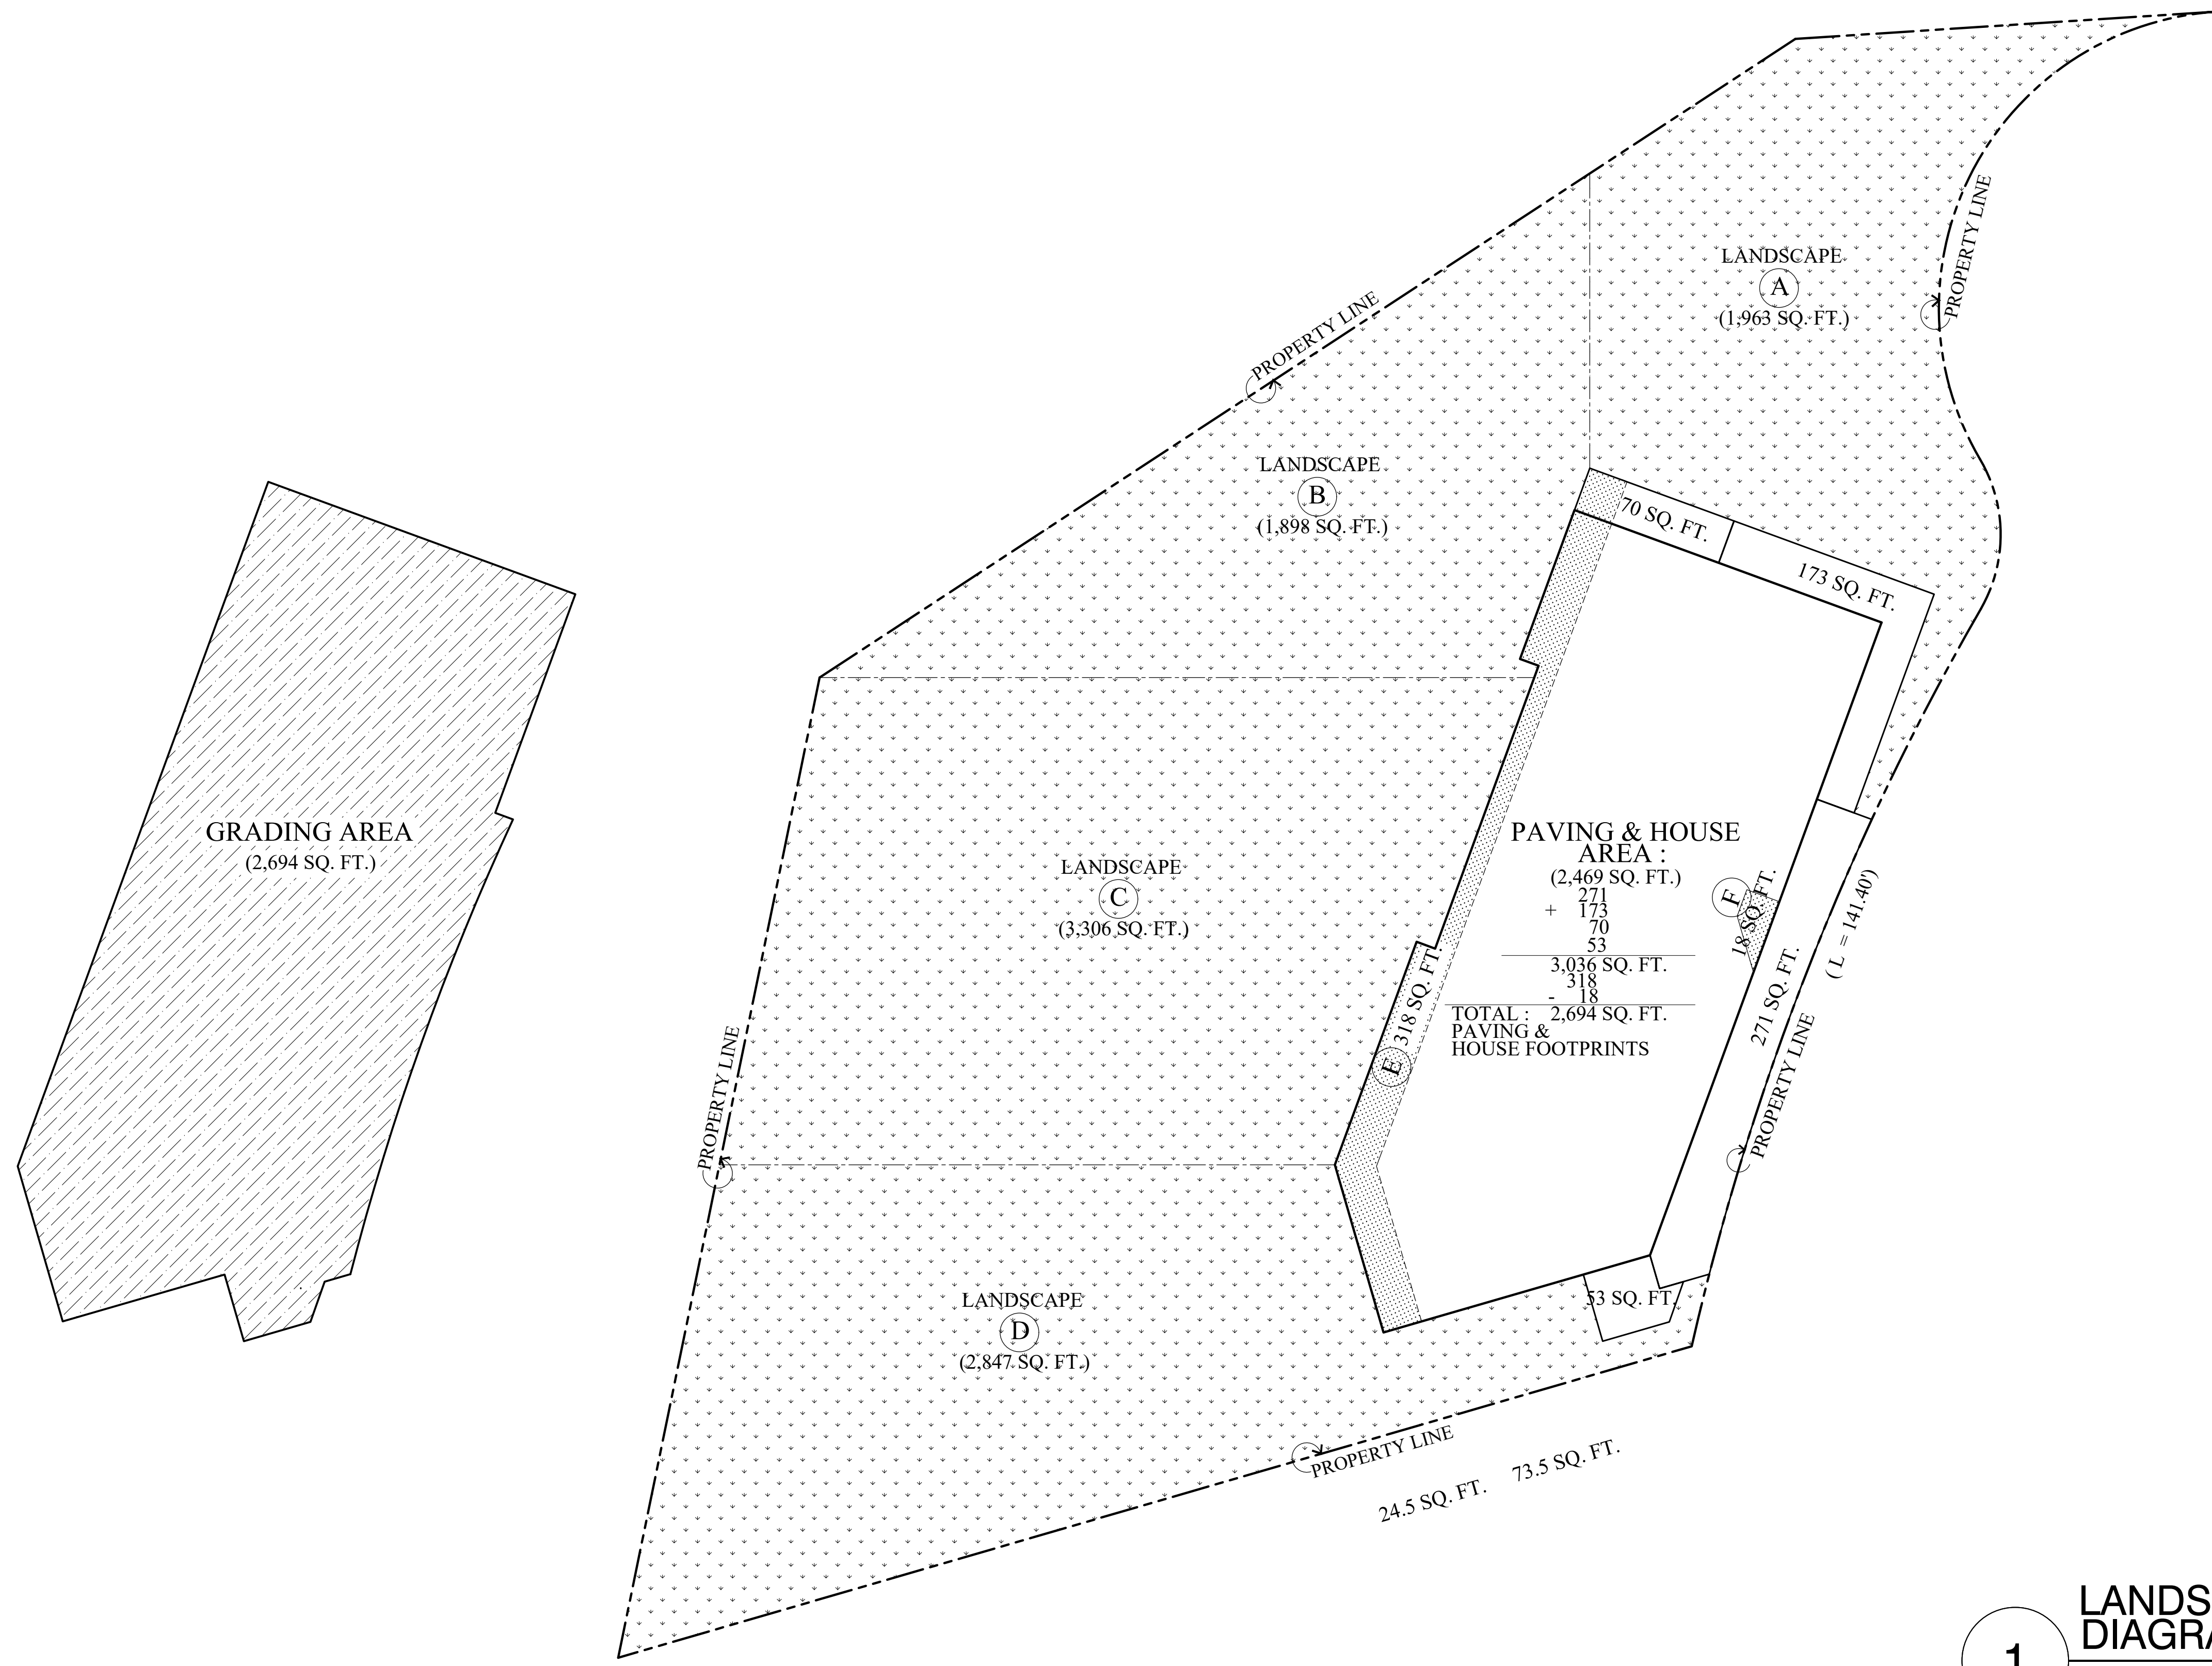 LANDSCAPE
A
(1,963 SQ. FT.)
PROPERTY LINE
PROPERTY LINE
LANDSCAPE
B
(1,898 SQ. FT.)
70 SQ. FT.
173 SQ. FT.
GRADING AREA
(2,694 SQ. FT.)
LANDSCAPE
C
(3,306 SQ. FT.)
PAVING & HOUSE
AREA :
(2,469 SQ. FT.)
271
+ 173
70
53
3,036 SQ. FT.
318
- 18
TOTAL : 2,694 SQ. FT.
PAVING &
HOUSE FOOTPRINTS
F
18 SQ. FT.
( L = 141.40')
271 SQ. FT.
E 318 SQ. FT.
PROPERTY LINE
PROPERTY LINE
LANDSCAPE
D
(2,847 SQ. FT.)
53 SQ. FT.
PROPERTY LINE
24.5 SQ. FT. 73.5 SQ. FT.
1
LANDS
DIAGRA